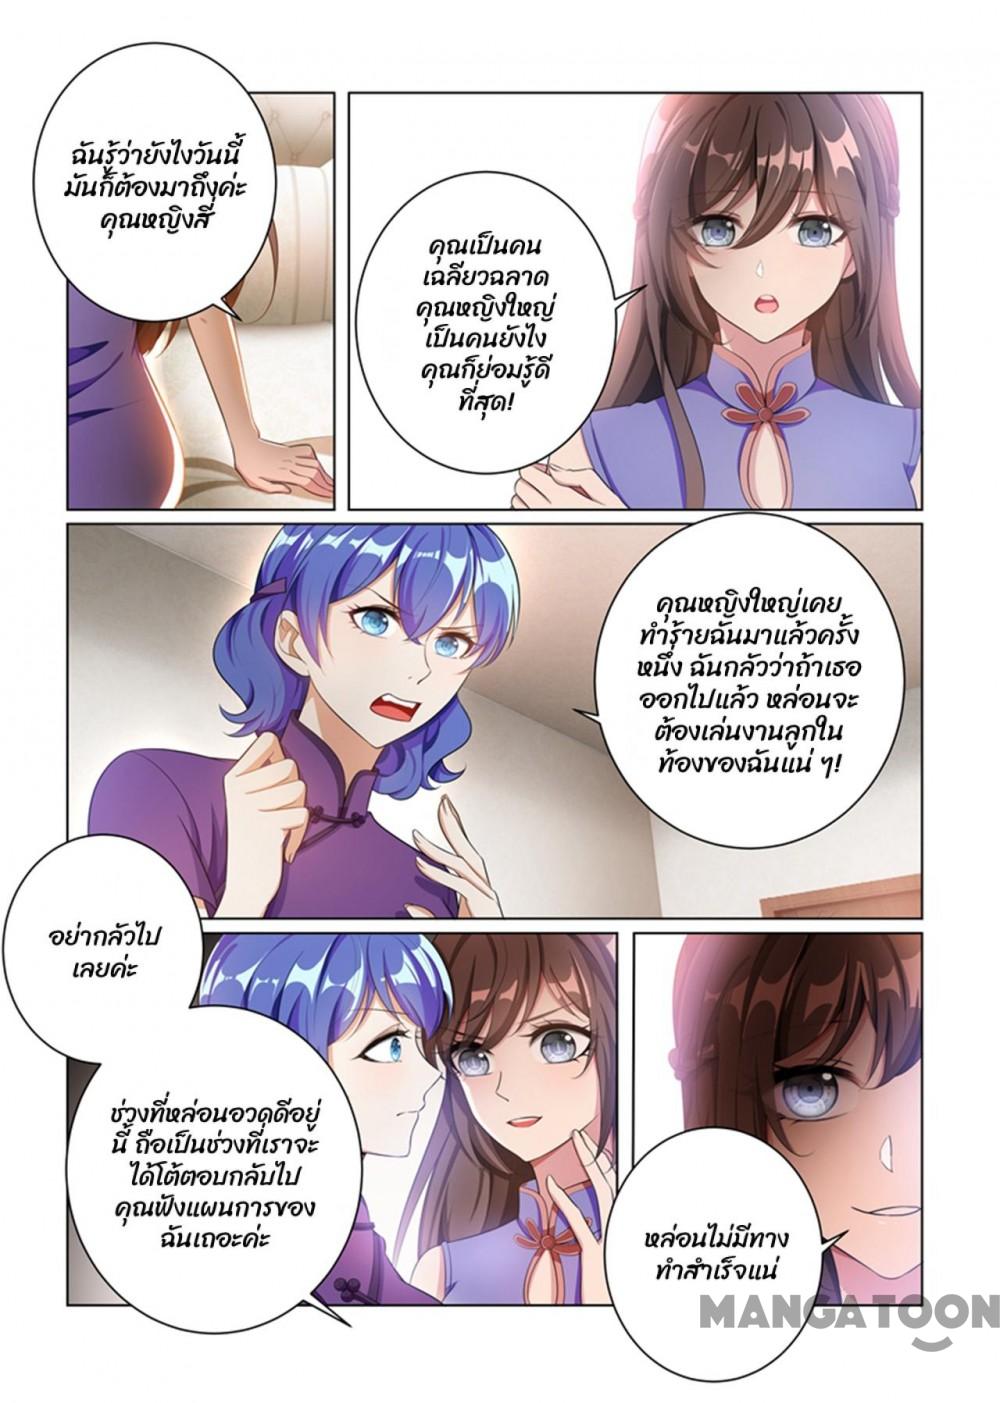 ฉันรู้ว่ายังไงวันนี้
มันก็ต้องมาถึงค่ะ
คุณหญิงสี่
คุณเป็นคน
เฉลียวฉลาด
คุณหญิงใหญ่
เป็นคนยังไง
คุณก็ย่อมรู้ดี
ที่สุด!
คุณหญิงใหญ่เคย
ทำร้ายฉันมาแล้วครั้ง
หนึ่ง ฉันกลัวว่าถ้าเธอ
ออกไปแล้ว หล่อนจะ
ต้องเล่นงานลูกใน
ท้องของฉันแน่ ๆ!
อย่ากลัวไป
เลยค่ะ
ช่วงที่หล่อนอวดดีอยู่
นี้ ถือเป็นช่วงที่เราจะ
ได้โต้ตอบกลับไป
คุณฟังแผนการของ
ฉันเถอะค่ะ
หล่อนไม่มีทาง
ทำสำเร็จแน่
MANGATOON